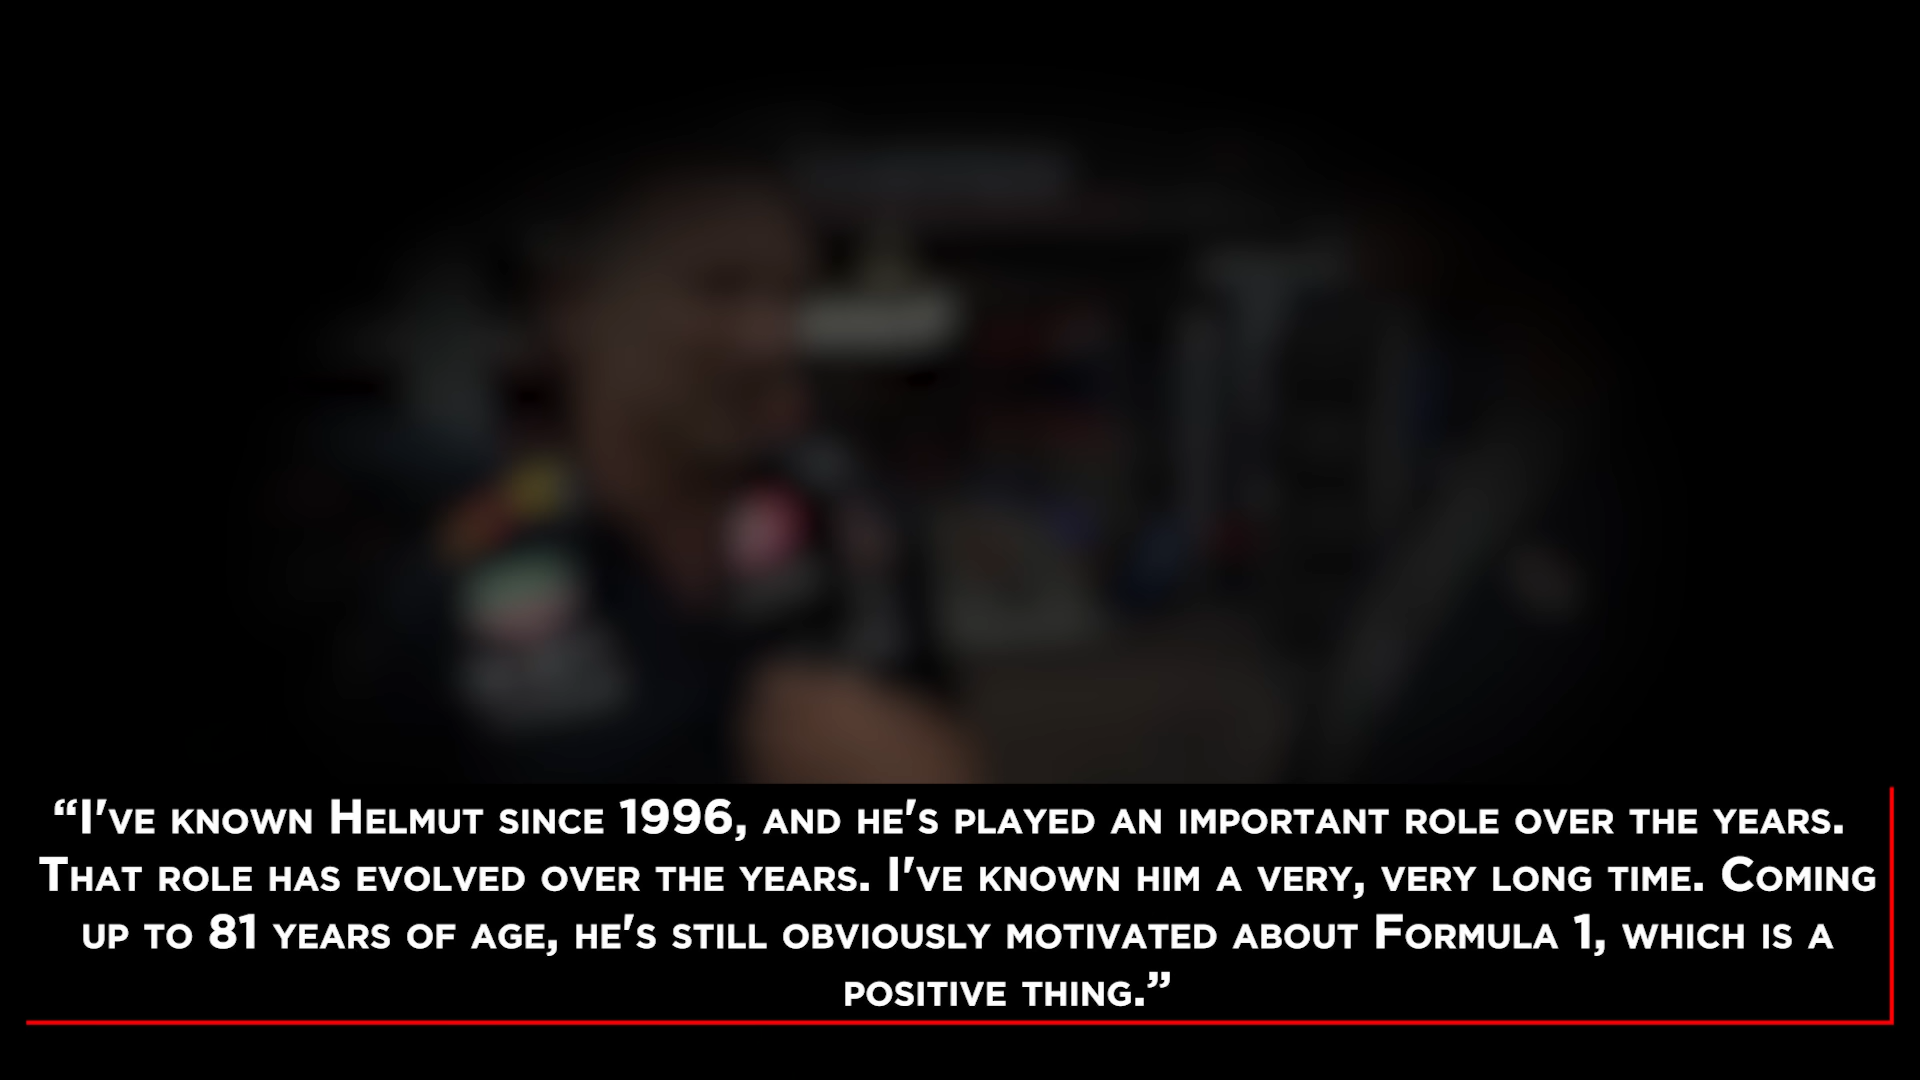 “I've known Helmut since 1996, and he's played an important role over the years.
That role has evolved over the years. I've known him a very, very long time. Coming
up to 81 years of age, he's still obviously motivated about Formula 1, which is a
positive thing.”